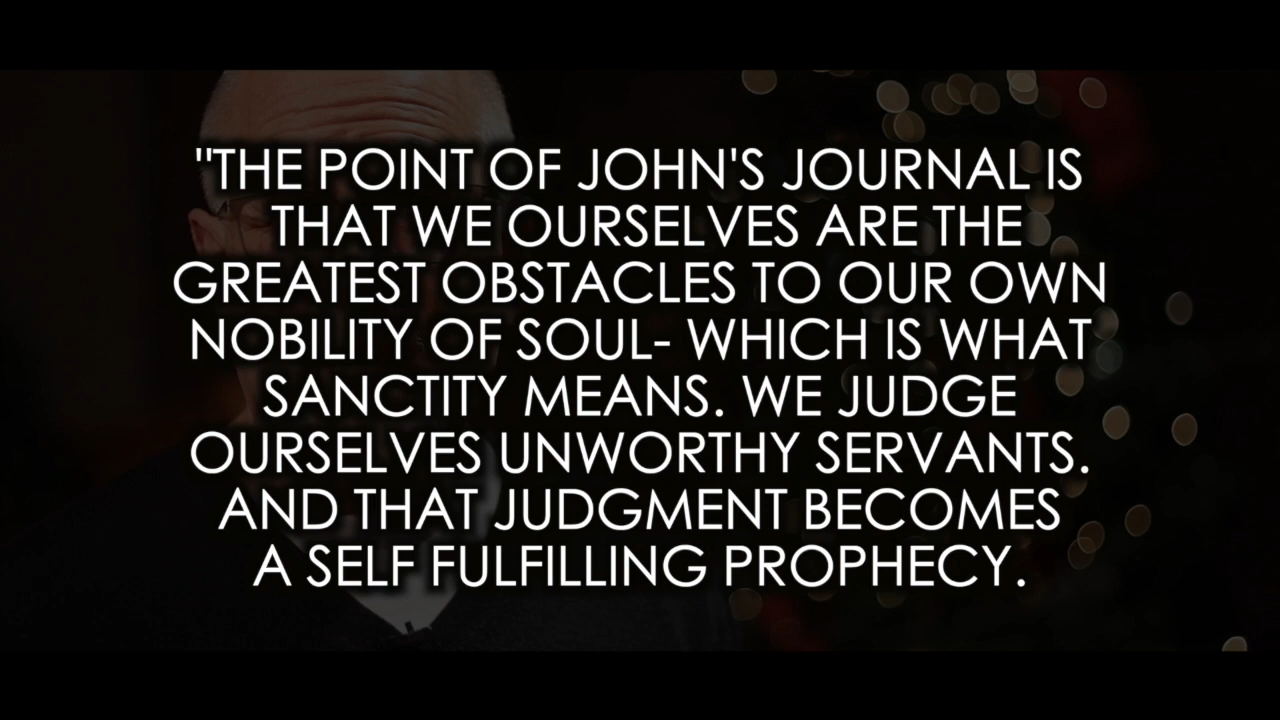 "THE POINT OF JOHN'S JOURNAL IS
THAT WE OURSELVES ARE THE
GREATEST OBSTACLES TO OUR OWN
NOBILITY OF SOUL- WHICH IS WHAT
SANCTITY MEANS. WE JUDGE
OURSELVES UNWORTHY SERVANTS.
AND THAT JUDGMENT BECOMES
A SELF FULFILLING PROPHECY.